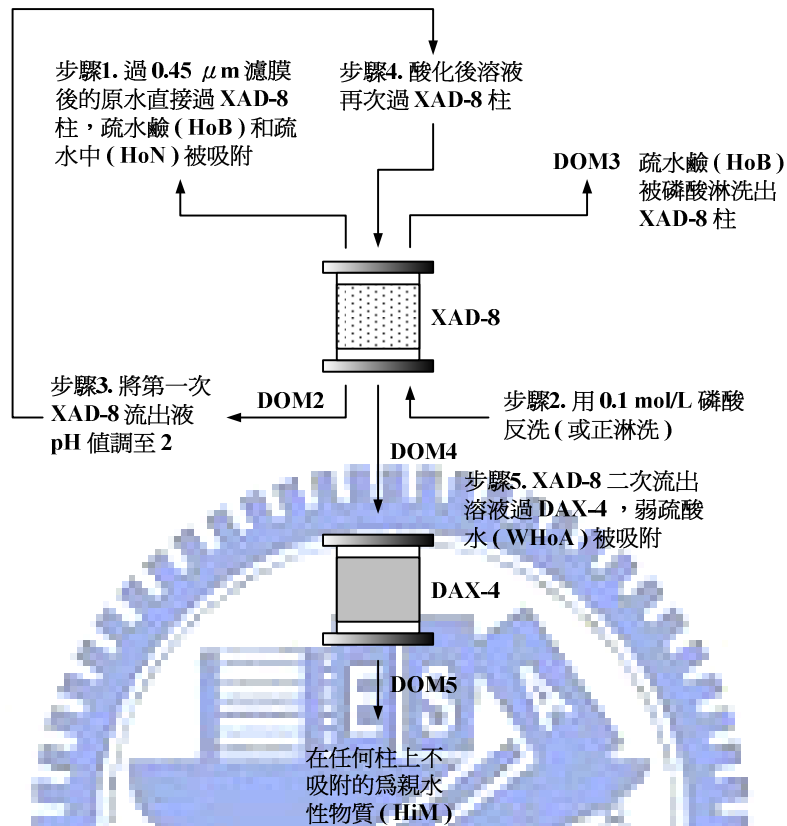 步驟1. 過 0.45 μm 濾膜
後的原水直接過 XAD-8
柱，疏水鹼 ( HoB ) 和疏
水中 ( HoN ) 被吸附
步驟4. 酸化後溶液
再次過 XAD-8 柱
DOM3
疏水鹼 ( HoB )
被磷酸淋洗出
XAD-8 柱
XAD-8
步驟3. 將第一次
XAD-8 流出液
pH 值調至 2
DOM2
步驟2. 用 0.1 mol/L 磷酸
反洗 ( 或正淋洗 )
DOM4
步驟5. XAD-8 二次流出
溶液過 DAX-4 ，弱疏酸
水 ( WHoA ) 被吸附
DAX-4
E S A
DOM5
在任何柱上不
吸附的為親水
性物質 ( HiM )